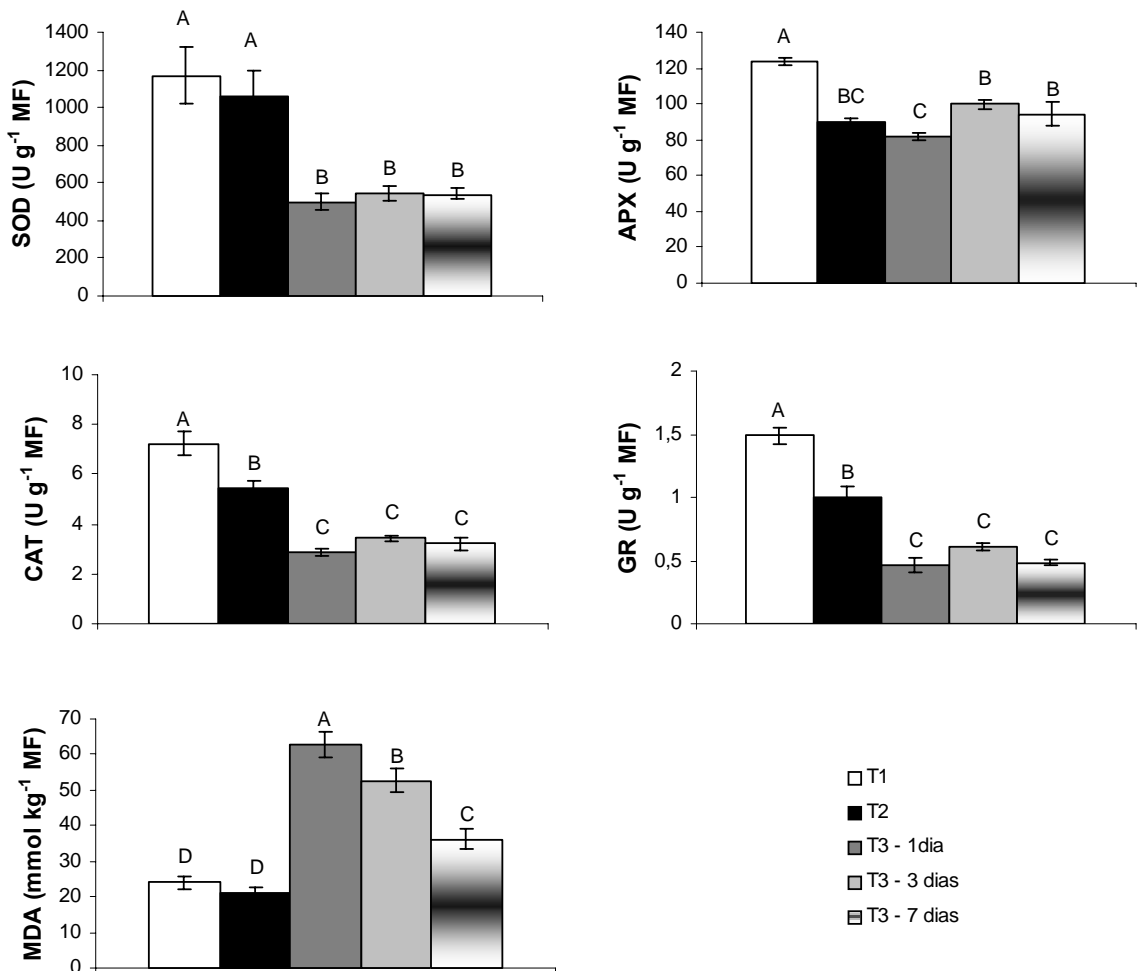 SOD (U g⁻¹ MF)
1400
1200
1000
800
600
400
200
0
A
A
B
B
B
APX (U g⁻¹ MF)
140
120
100
80
60
40
20
0
A
BC
C
B
B
CAT (U g⁻¹ MF)
10
8
6
4
2
0
A
B
C
C
C
GR (U g⁻¹ MF)
2
1,5
1
0,5
0
A
B
C
C
C
MDA (mmol kg⁻¹ MF)
70
60
50
40
30
20
10
0
D
D
A
B
C
T1
T2
T3 - 1dia
T3 - 3 dias
T3 - 7 dias